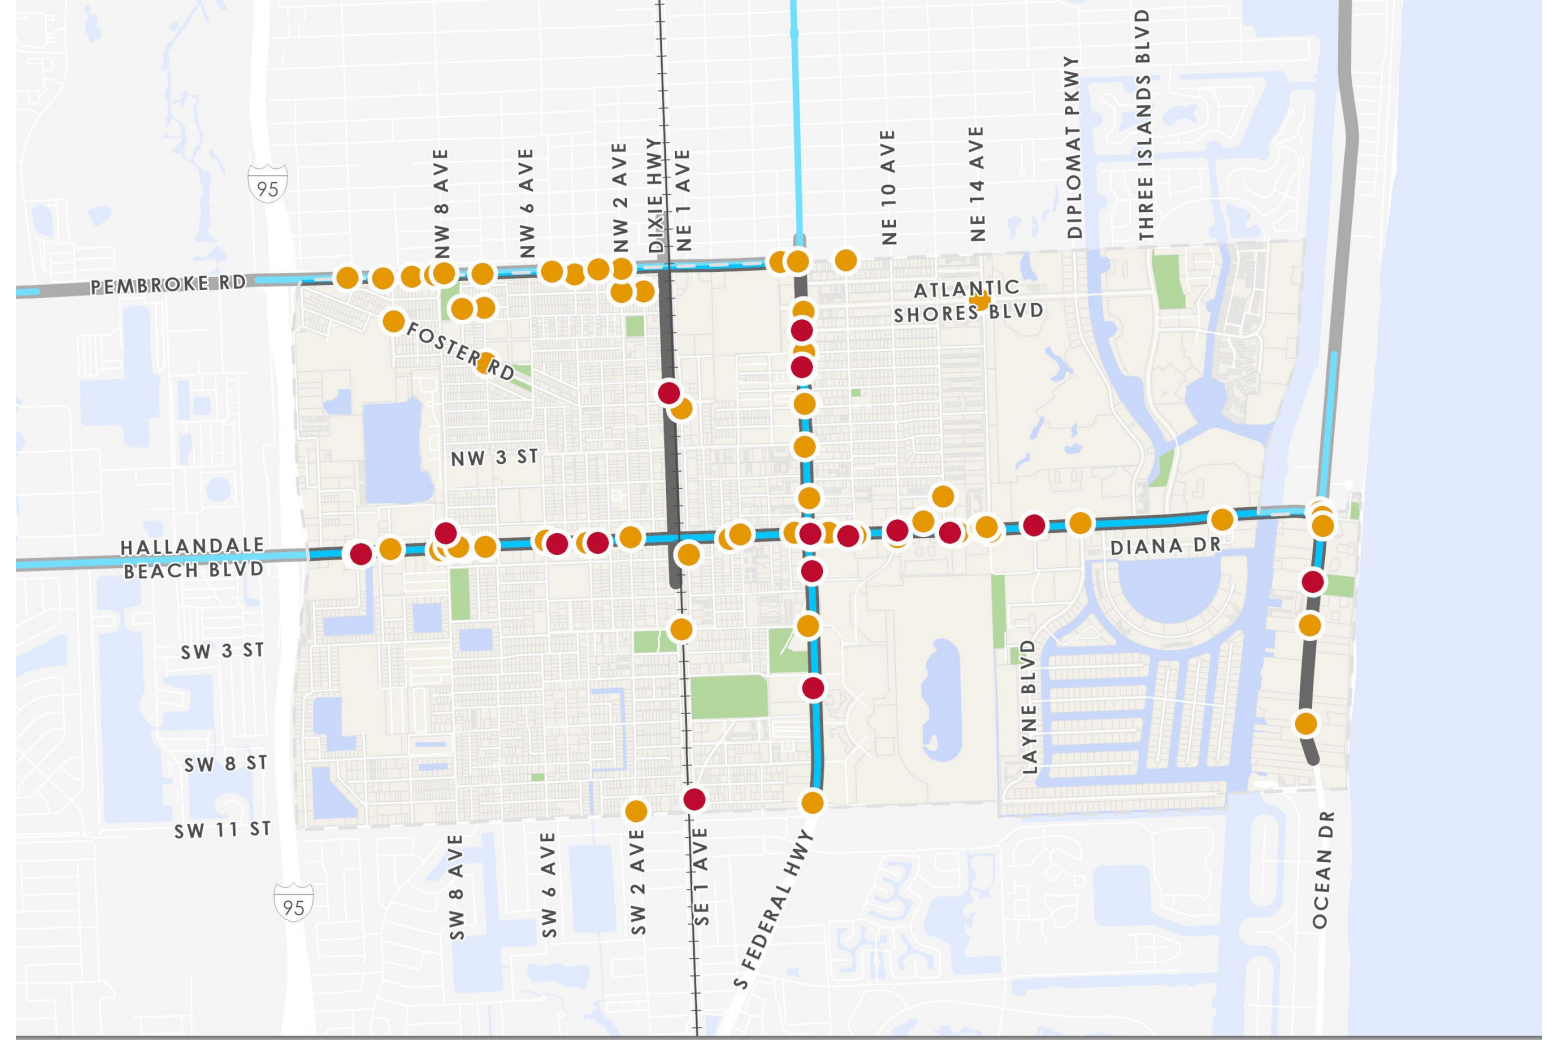 THREE ISLANDS BLVD
DIPLOMAT PKWY
NE 14 AVE
NE 10 AVE
DIXIE HWY
NE 1 AVE
NW 2 AVE
NW 6 AVE
NW 8 AVE
95
PEMBROKE RD
ATLANTIC
SHORES BLVD
FOSTER RD
NW 3 ST
HALLANDALE
BEACH BLVD
DIANA DR
SW 3 ST
LAYNE BLVD
SW 8 ST
SW 11 ST
SW 8 AVE
SW 6 AVE
SW 2 AVE
SE 1 AVE
S FEDERAL HWY
OCEAN DR
95